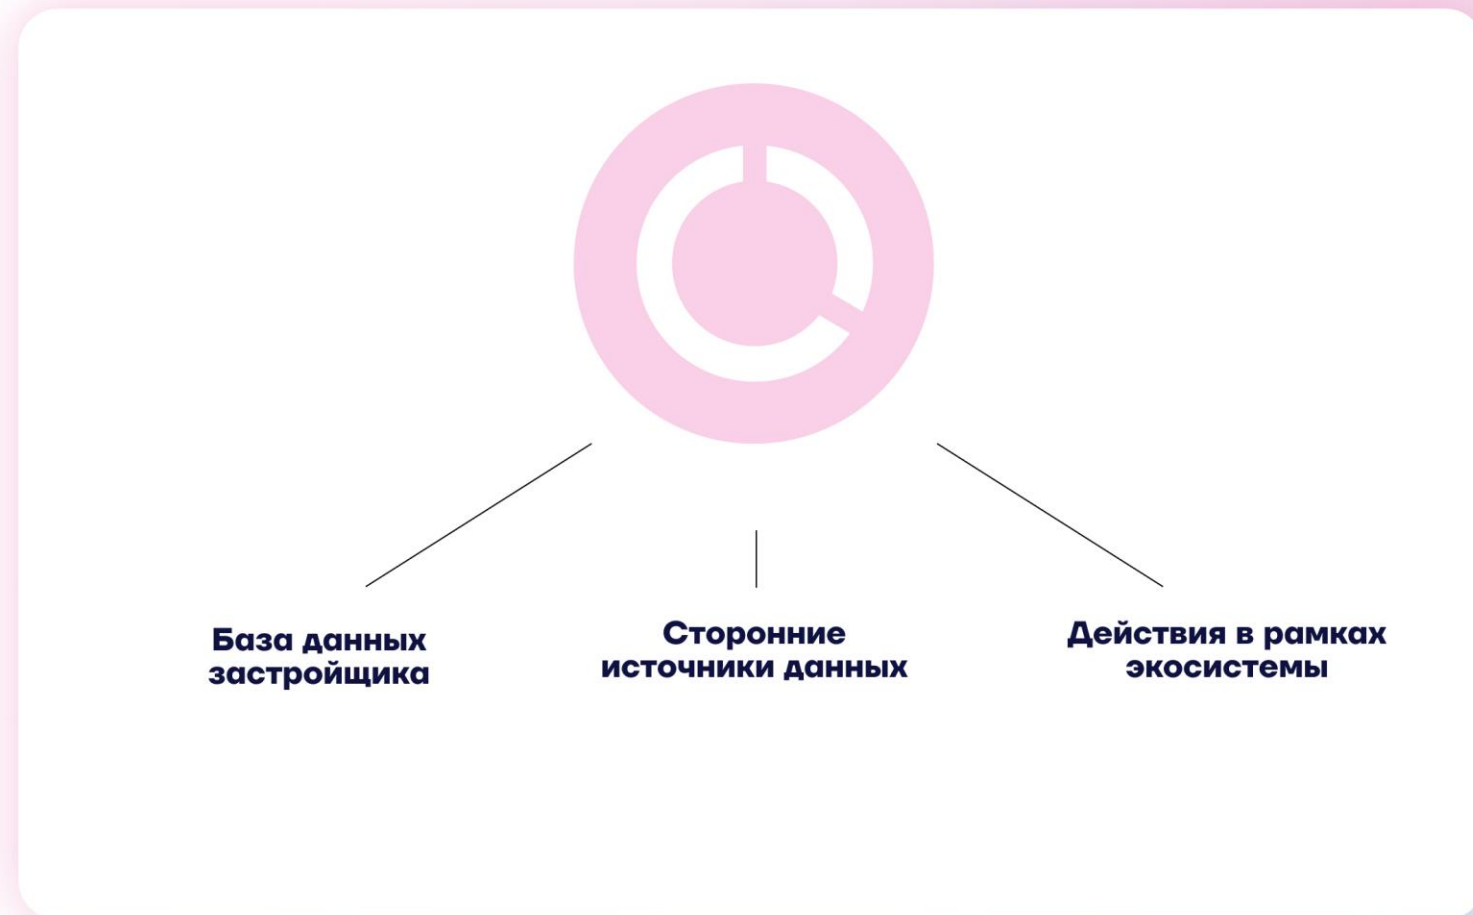 База данных
застройщика
Сторонние
источники данных
Действия в рамках
экосистемы